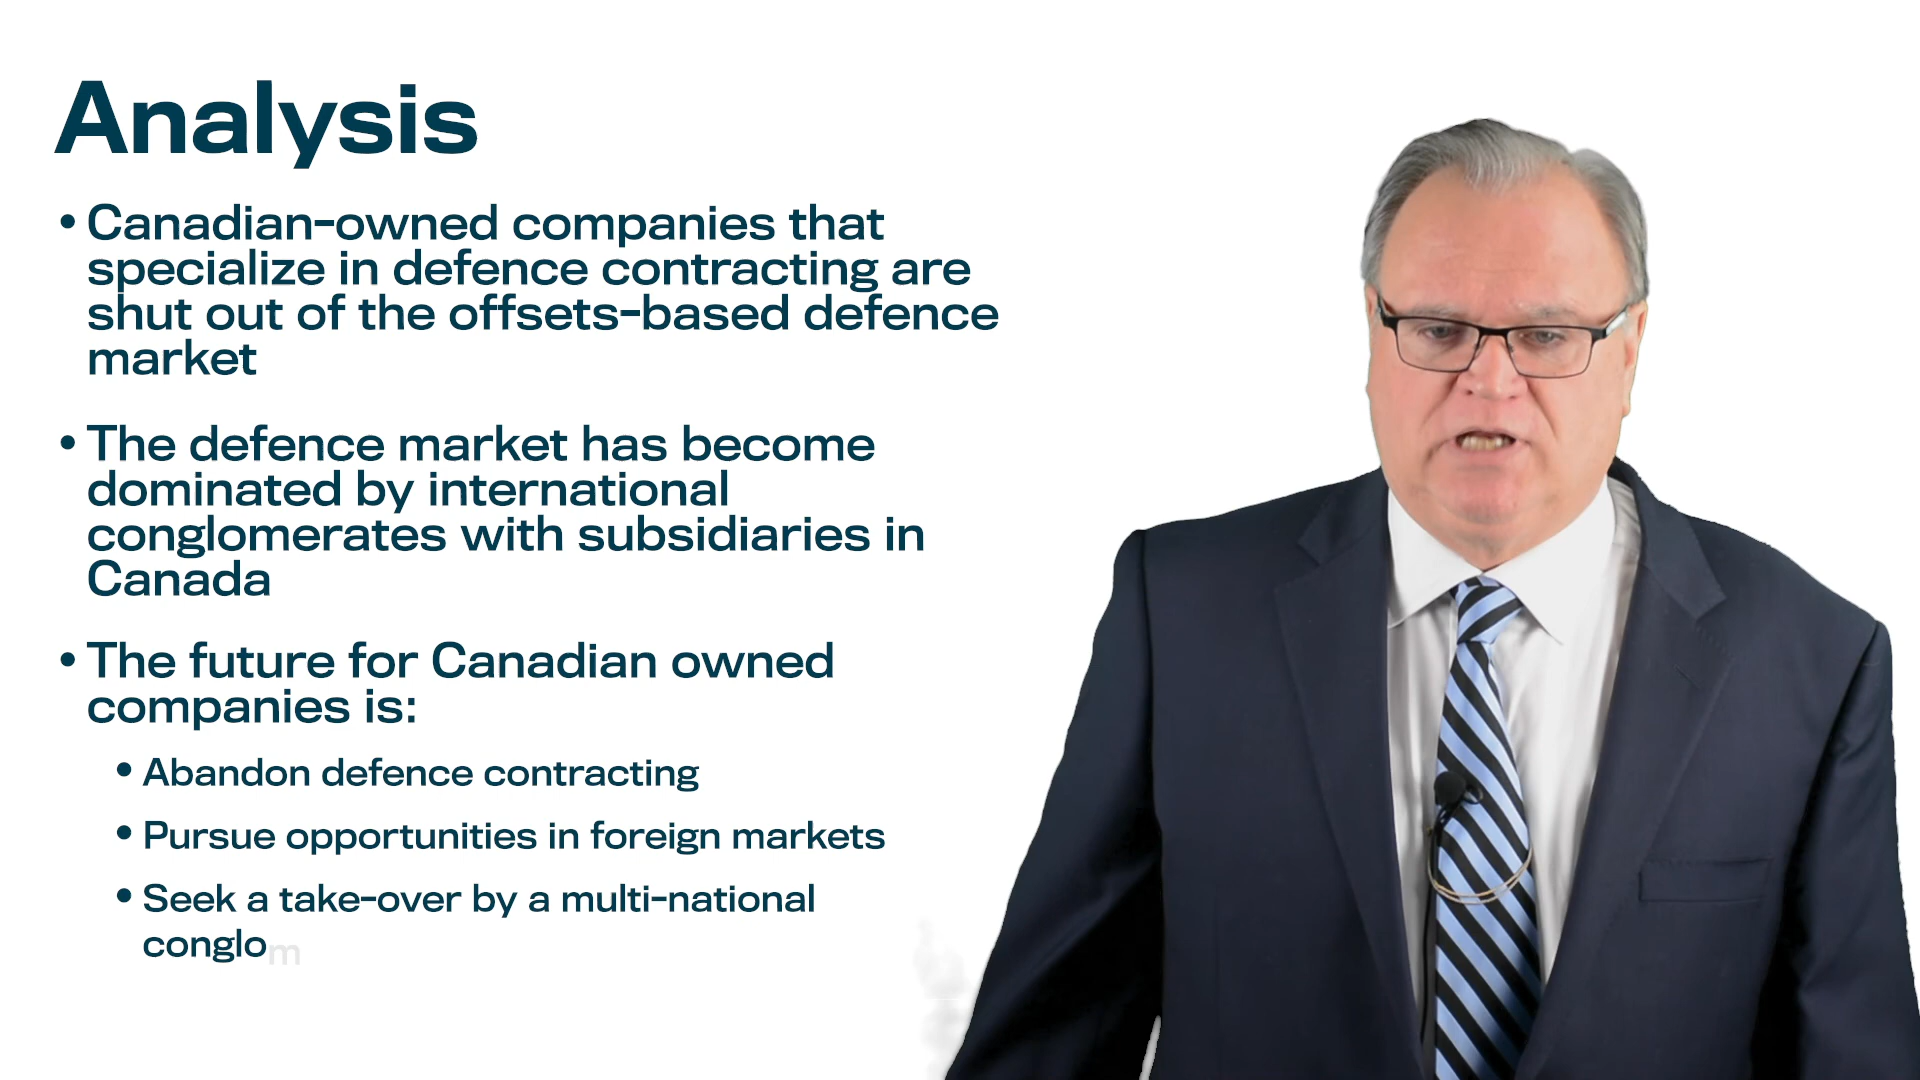 Analysis
• Canadian-owned companies that
specialize in defence contracting are
shut out of the offsets-based defence
market
• The defence market has become
dominated by international
conglomerates with subsidiaries in
Canada
• The future for Canadian owned
companies is:
• Abandon defence contracting
• Pursue opportunities in foreign markets
• Seek a take-over by a multi-national
conglom